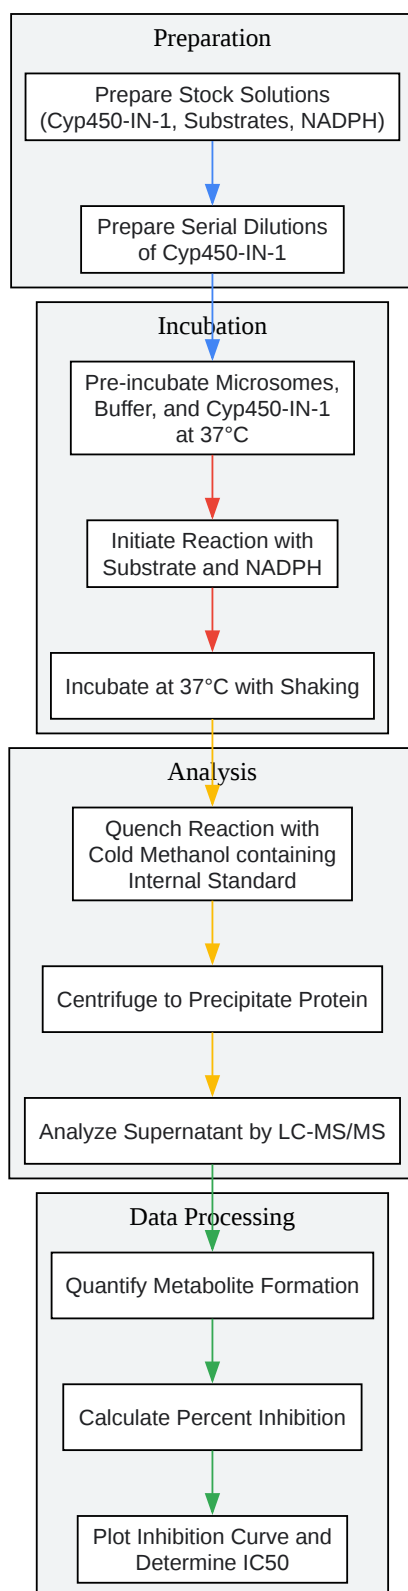 Preparation
Prepare Stock Solutions
(Cyp450-IN-1, Substrates, NADPH)
Prepare Serial Dilutions
of Cyp450-IN-1
Incubation
Pre-incubate Microsomes,
Buffer, and Cyp450-IN-1
at 37°C
Initiate Reaction with
Substrate and NADPH
Incubate at 37°C with Shaking
Analysis
Quench Reaction with
Cold Methanol containing
Internal Standard
Centrifuge to Precipitate Protein
Analyze Supernatant by LC-MS/MS
Data Processing
Quantify Metabolite Formation
Calculate Percent Inhibition
Plot Inhibition Curve and
Determine IC50